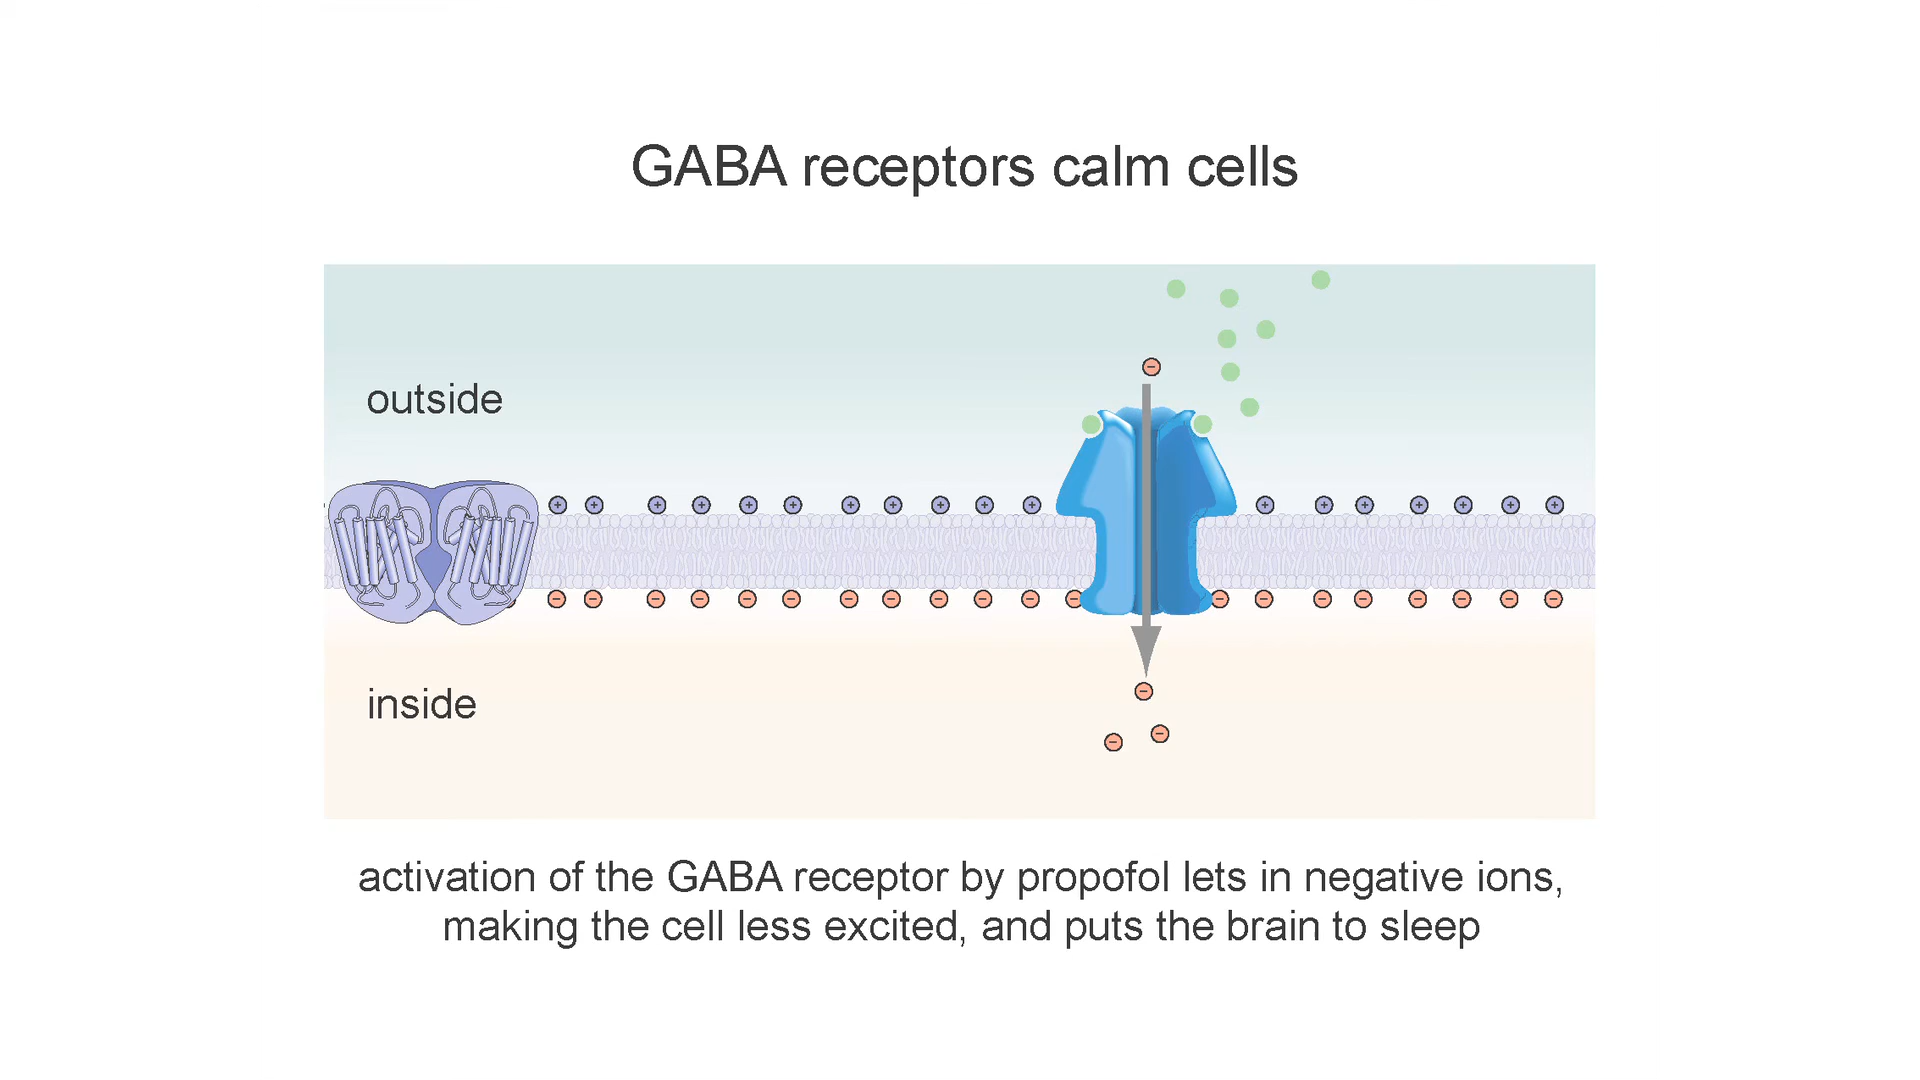 GABA receptors calm cells
outside
inside
activation of the GABA receptor by propofol lets in negative ions,
making the cell less excited, and puts the brain to sleep